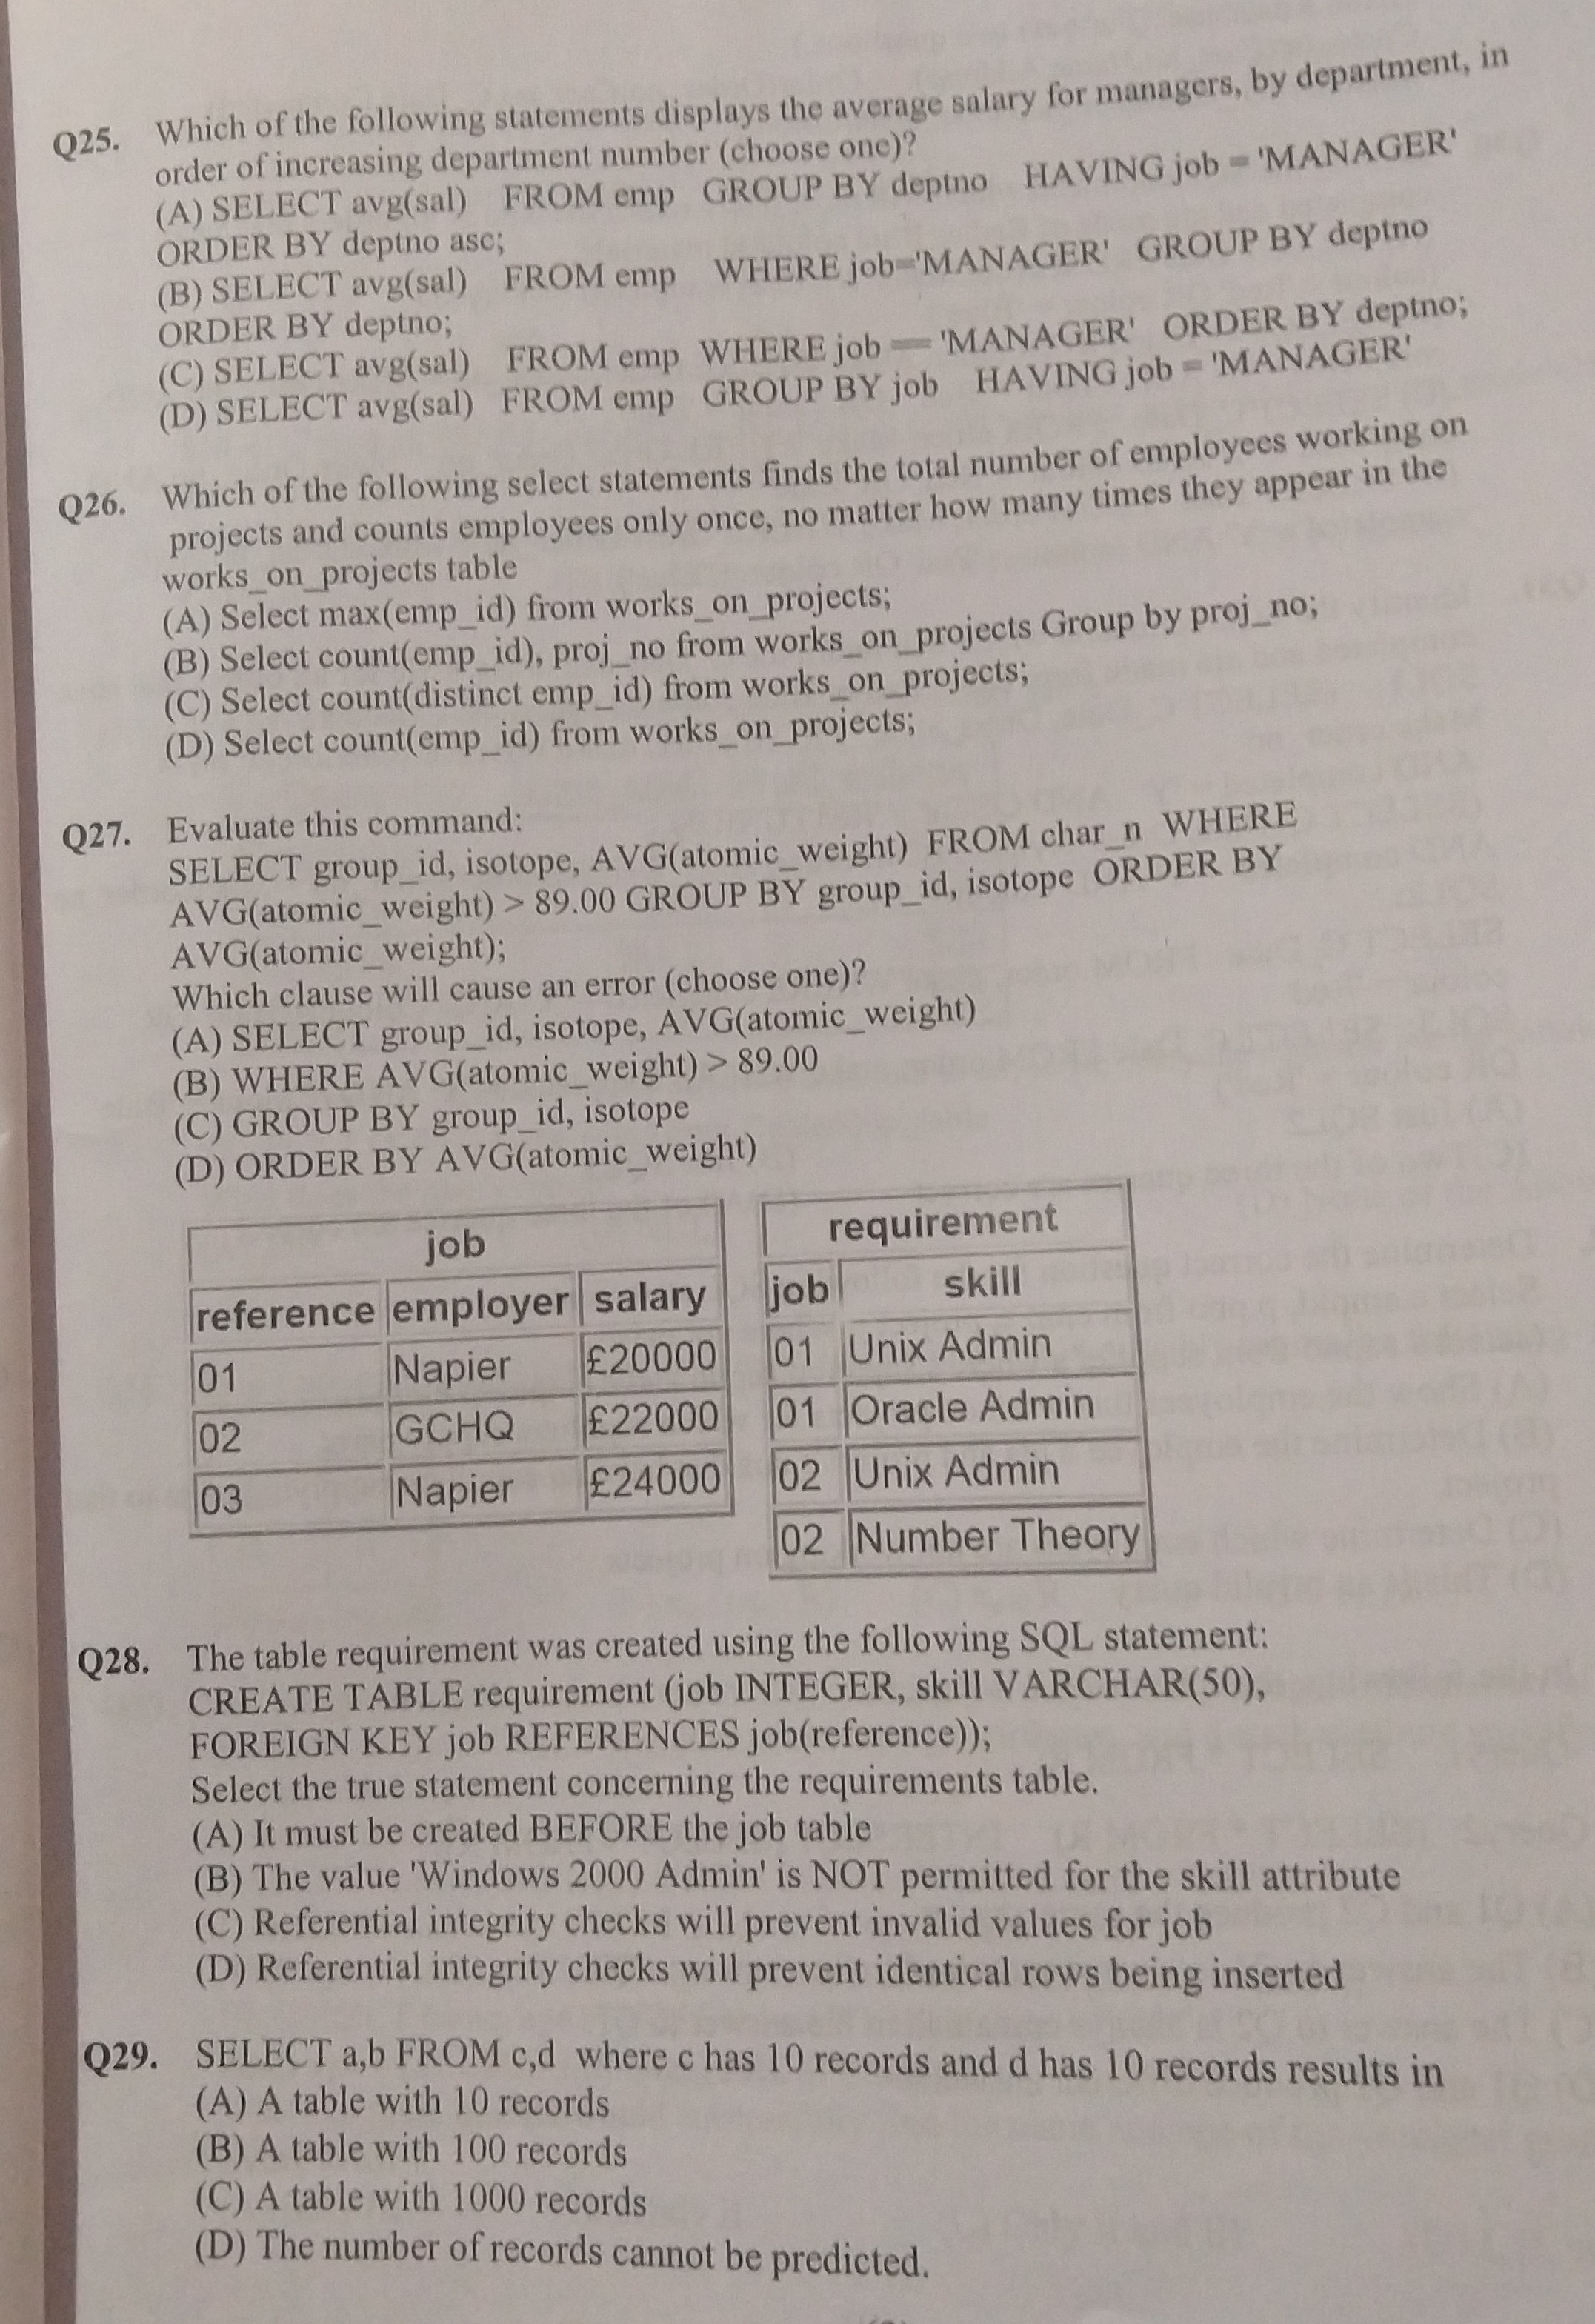 Q25. Which of the following statements displays the average salary for managers, by department, in
order of increasing department number (choose one)?
(A) SELECT avg(sal) FROM emp GROUP BY deptno HAVING job = 'MANAGER'
ORDER BY deptno asc;
(B) SELECT avg(sal) FROM emp WHERE job='MANAGER' GROUP BY deptno
ORDER BY deptno;
(C) SELECT avg(sal) FROM emp WHERE job == 'MANAGER' ORDER BY deptno;
(D) SELECT avg(sal) FROM emp GROUP BY job HAVING job = 'MANAGER'
Q26. Which of the following select statements finds the total number of employees working on
projects and counts employees only once, no matter how many times they appear in the
works_on_projects table
(A) Select max(emp_id) from works_on_projects;
(B) Select count(emp_id), proj_no from works_on_projects Group by proj_no;
(C) Select count(distinct emp_id) from works_on_projects;
(D) Select count(emp_id) from works_on_projects;
Q27. Evaluate this command:
SELECT group_id, isotope, AVG(atomic_weight) FROM char_n WHERE
AVG(atomic_weight) > 89.00 GROUP BY group_id, isotope ORDER BY
AVG(atomic_weight);
Which clause will cause an error (choose one)?
(A) SELECT group_id, isotope, AVG(atomic_weight)
(B) WHERE AVG(atomic_weight) > 89.00
(C) GROUP BY group_id, isotope
(D) ORDER BY AVG(atomic_weight)
job
reference employer salary
01 Napier £20000
02 GCHQ £22000
03 Napier £24000
requirement
job skill
01 Unix Admin
01 Oracle Admin
02 Unix Admin
02 Number Theory
Q28. The table requirement was created using the following SQL statement:
CREATE TABLE requirement (job INTEGER, skill VARCHAR(50),
FOREIGN KEY job REFERENCES job(reference));
Select the true statement concerning the requirements table.
(A) It must be created BEFORE the job table
(B) The value 'Windows 2000 Admin' is NOT permitted for the skill attribute
(C) Referential integrity checks will prevent invalid values for job
(D) Referential integrity checks will prevent identical rows being inserted
Q29. SELECT a,b FROM c,d where c has 10 records and d has 10 records results in
(A) A table with 10 records
(B) A table with 100 records
(C) A table with 1000 records
(D) The number of records cannot be predicted.